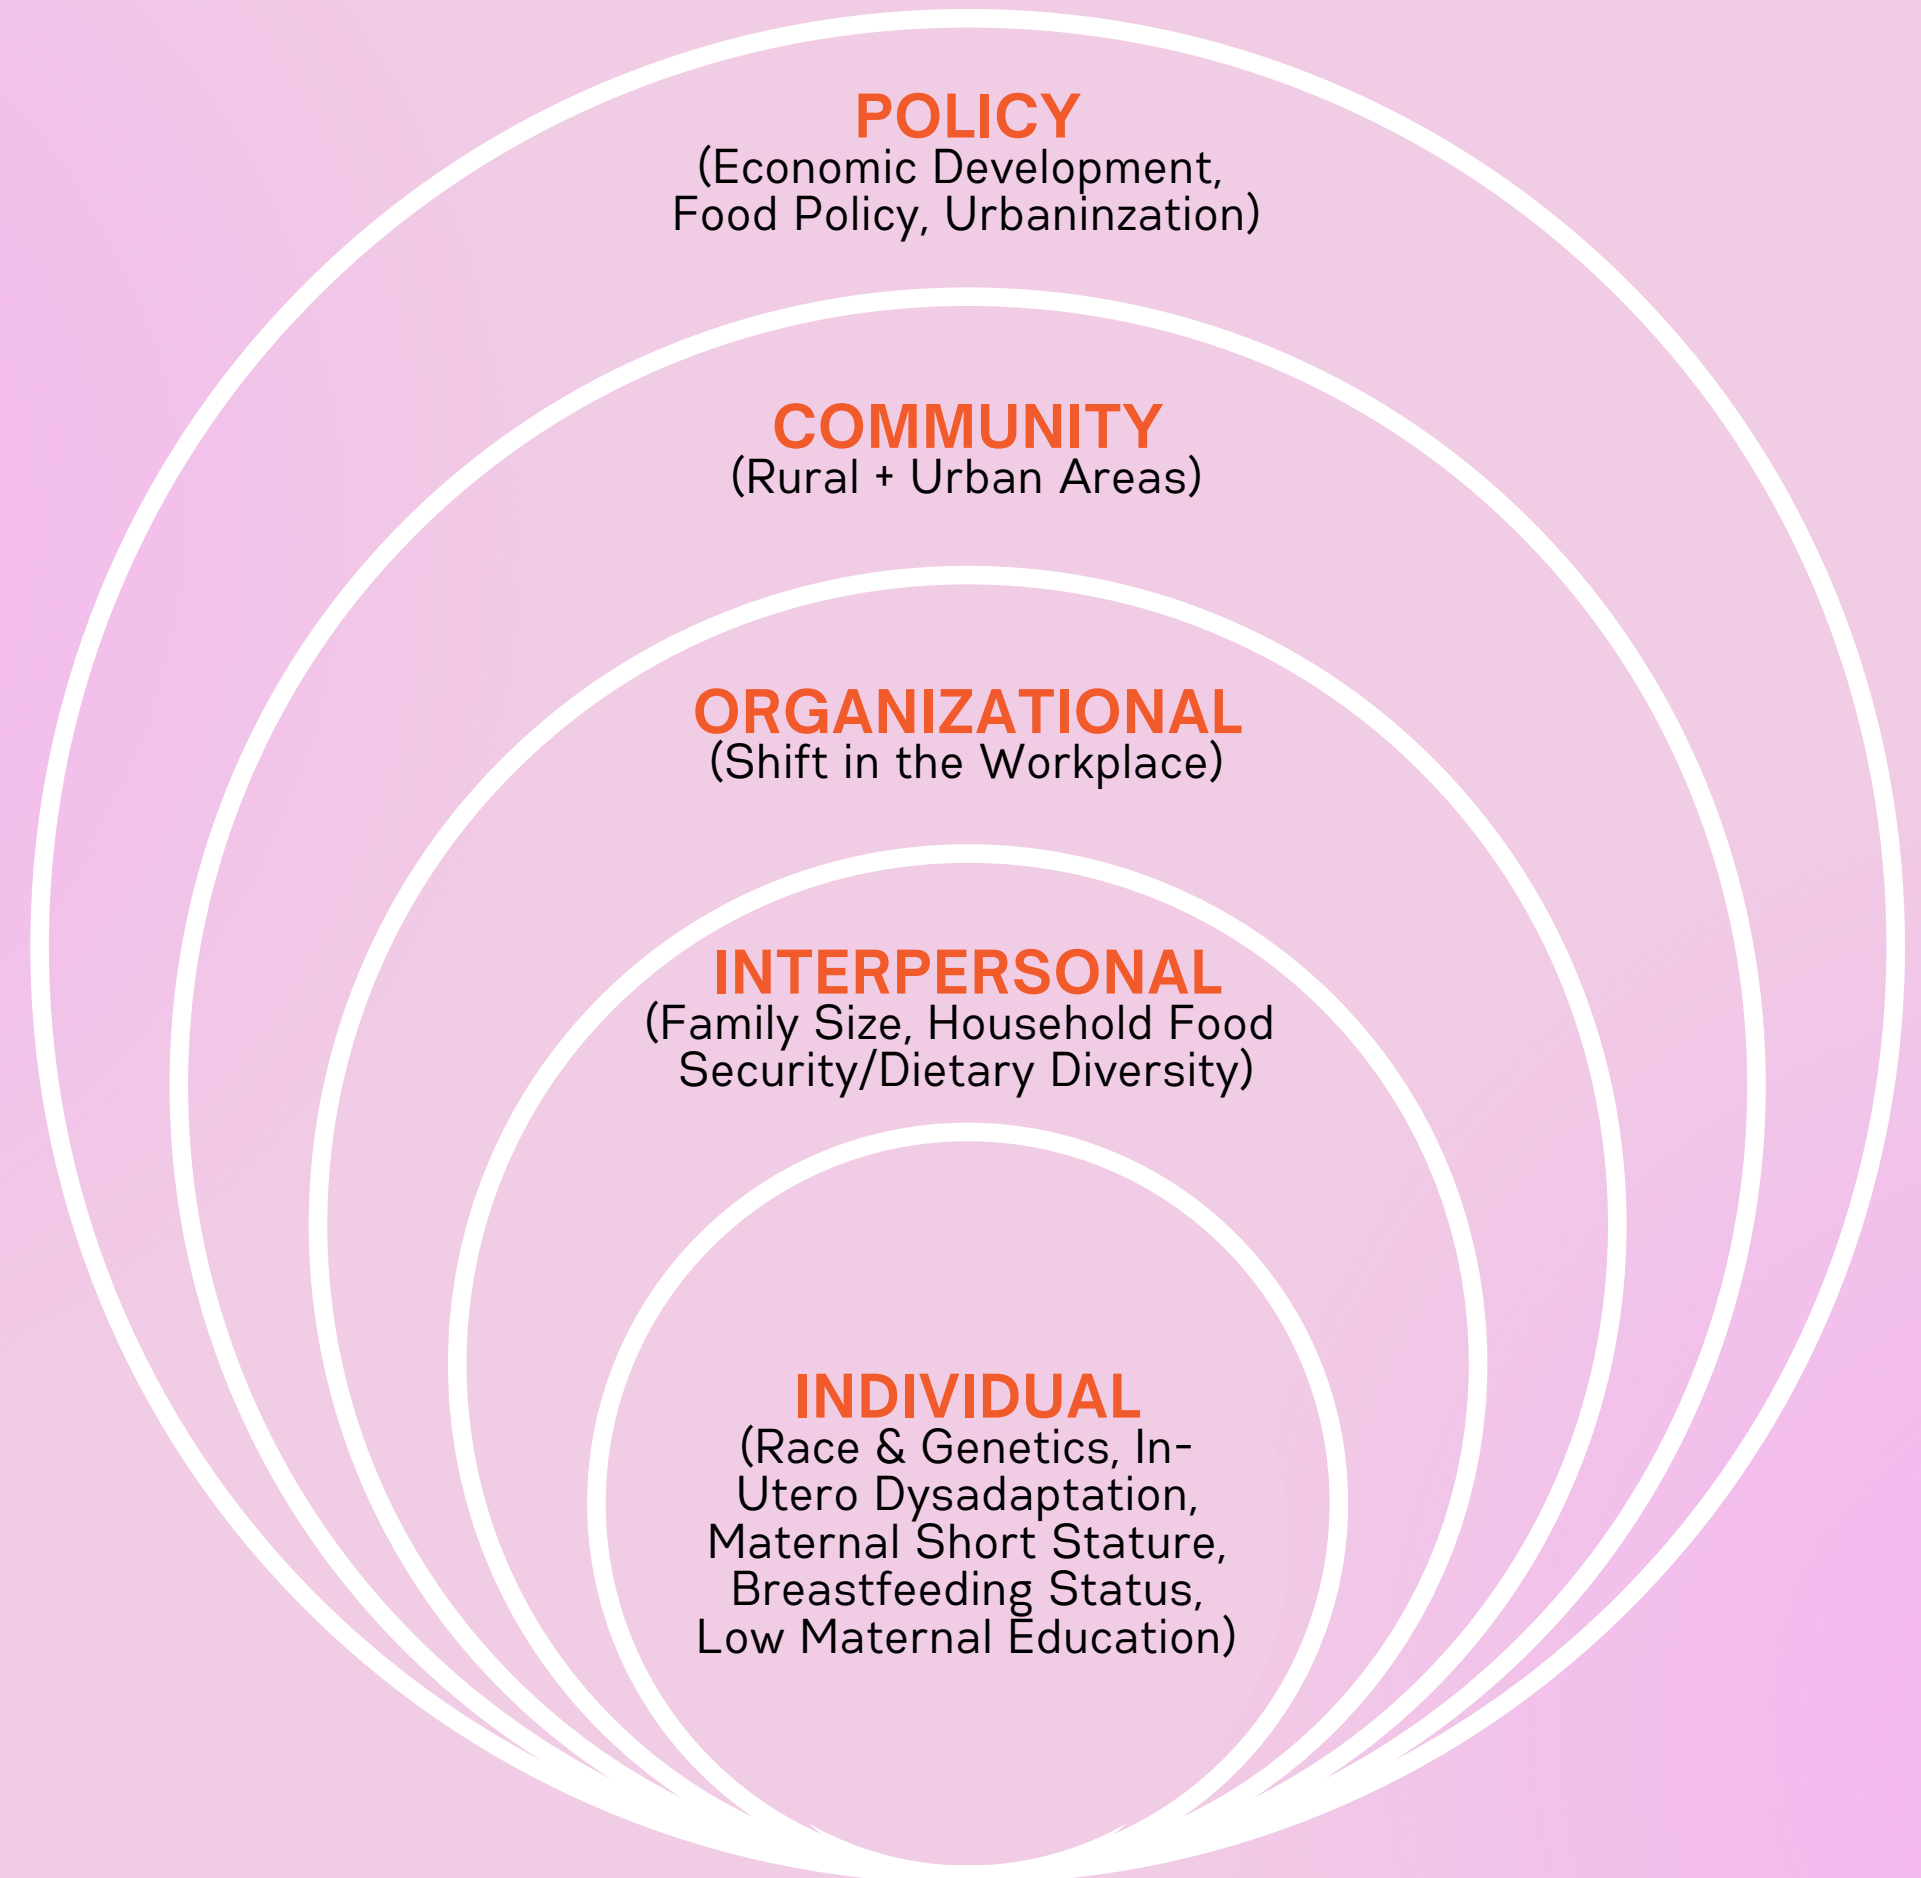 POLICY
(Economic Development,
Food Policy, Urbaninzation)
COMMUNITY
(Rural + Urban Areas)
ORGANIZATIONAL
(Shift in the Workplace)
INTERPERSONAL
(Family Size, Household Food
Security/Dietary Diversity)
INDIVIDUAL
(Race & Genetics, In-
Utero Dysadaptation,
Maternal Short Stature,
Breastfeeding Status,
Low Maternal Education)